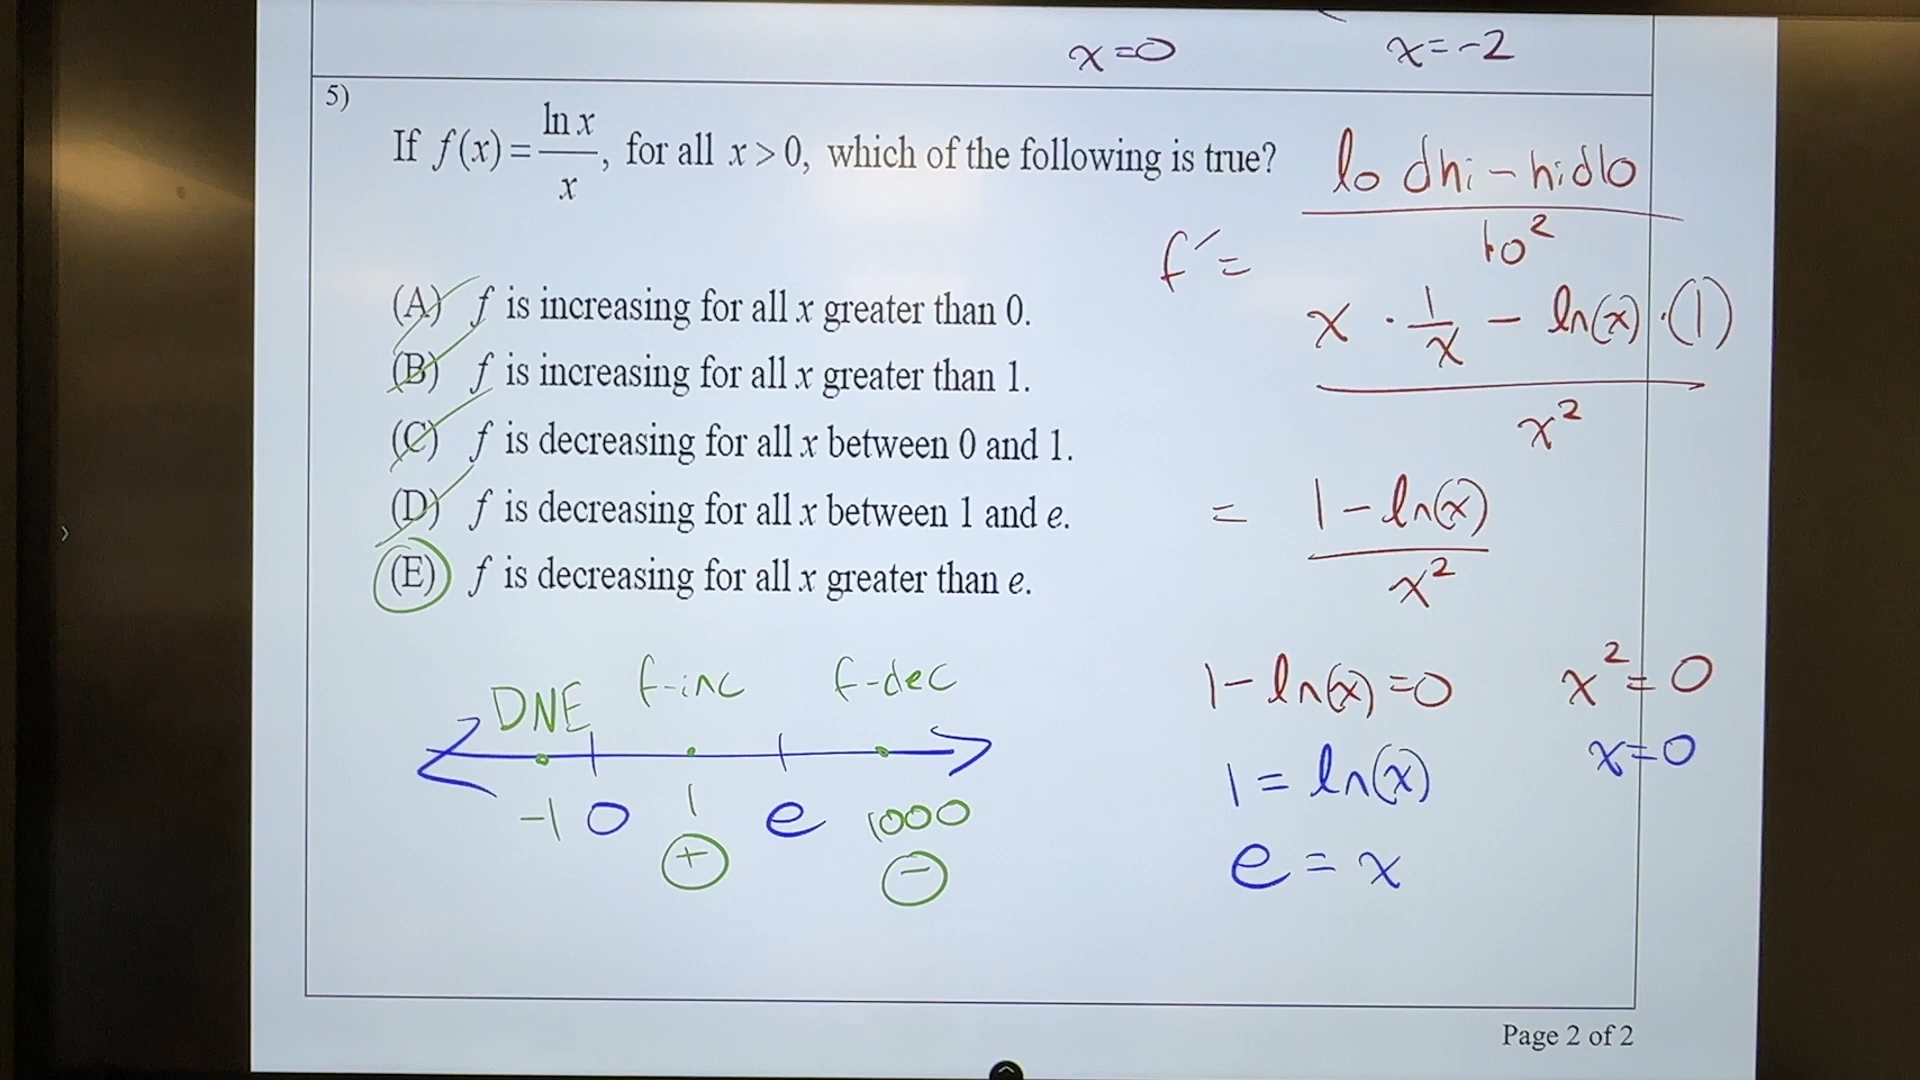 x=0 x=-2
5)
If f(x) = ln x / x, for all x > 0, which of the following is true?
lo dhi - hidlo / lo²
f′=
(A) f is increasing for all x greater than 0.
x · 1/x - ln(x) · (1) / x²
(B) f is increasing for all x greater than 1.
(C) f is decreasing for all x between 0 and 1.
(D) f is decreasing for all x between 1 and e.
= 1 - ln(x) / x²
(E) f is decreasing for all x greater than e.
DNE f-inc f-dec
1 - ln(x) = 0 x² = 0
1 = ln(x) x = 0
-1 0 1 e 1000
+ -
e = x
Page 2 of 2